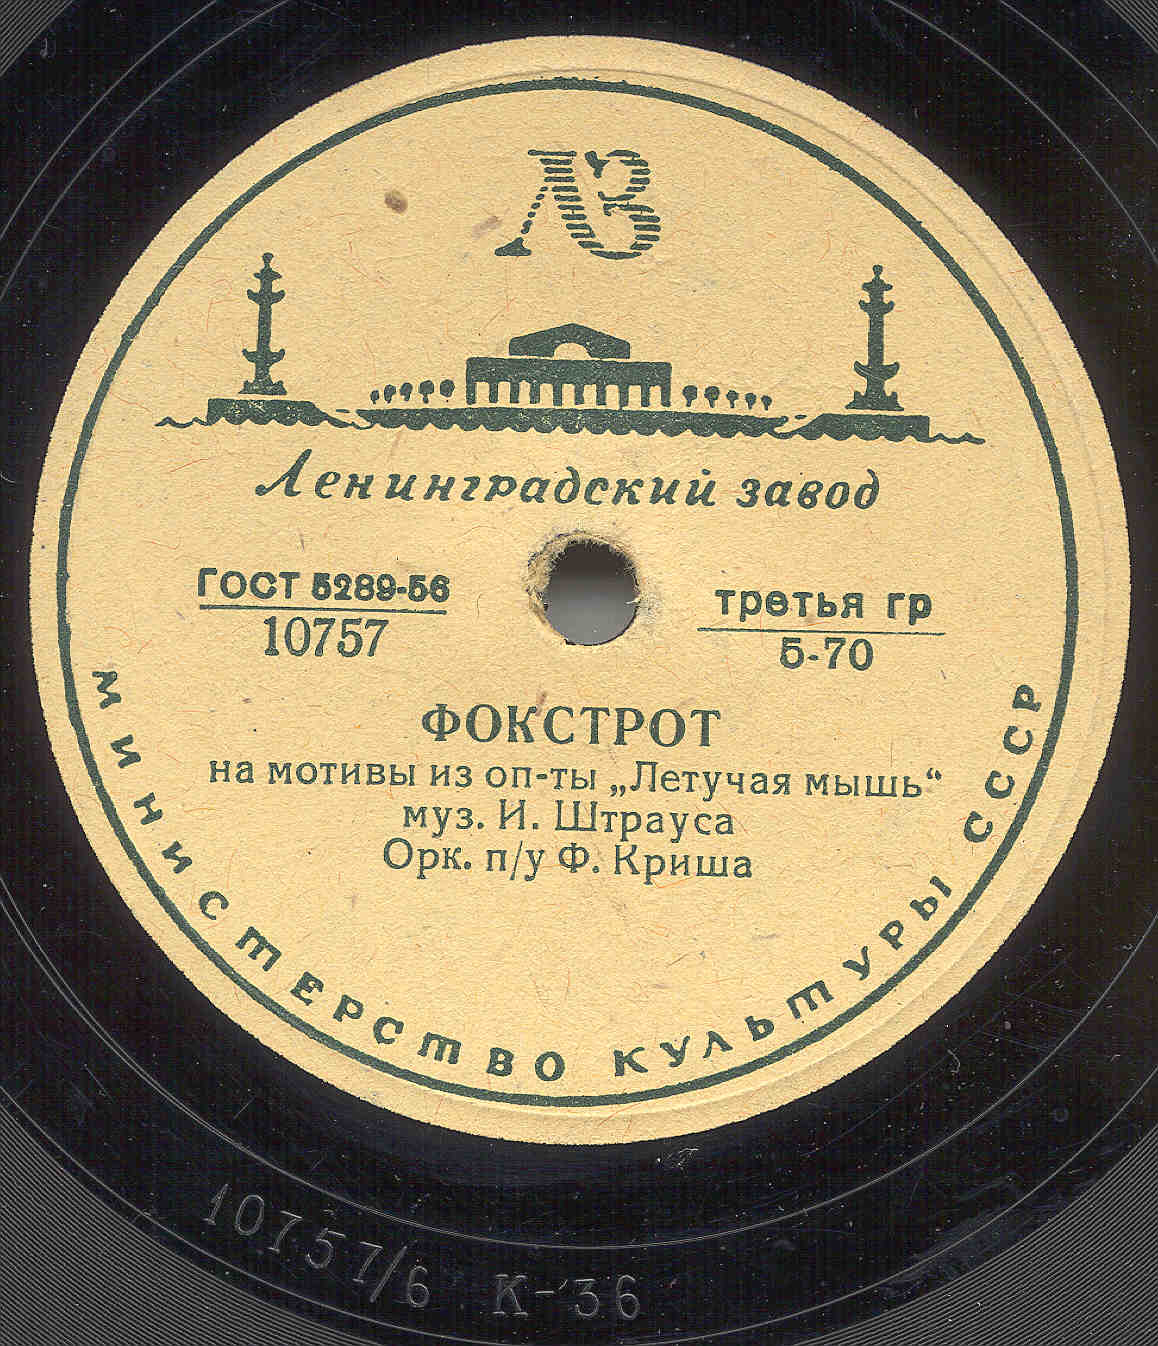 ЛЗ
Ленинградский завод
ГОСТ 5289-56
10757
третья гр
5-70
ФОКСТРОТ
на мотивы из оп-ты „Летучая мышь“
муз. И. Штрауса
Орк. п/у Ф. Криша
МИНИСТЕРСТВО КУЛЬТУРЫ СССР
10757/6 К-36